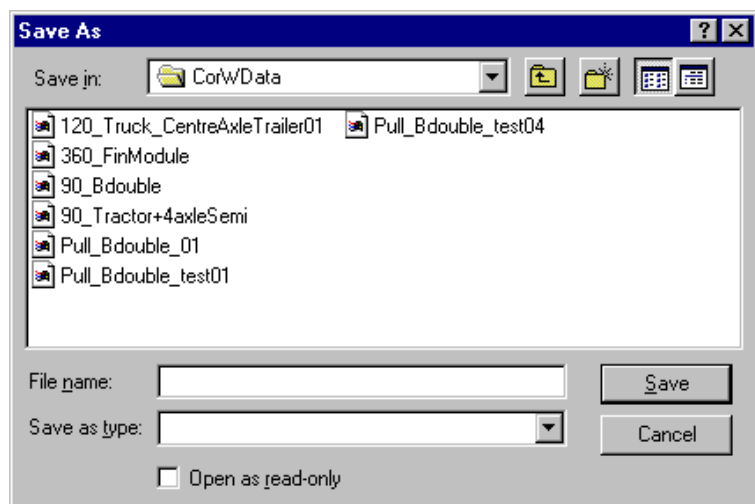 Save As
Save in: CorWData
120_Truck_CentreAxleTrailer01 Pull_Bdouble_test04
360_FinModule
90_Bdouble
90_Tractor+4axleSemi
Pull_Bdouble_01
Pull_Bdouble_test01
File name: Save
Save as type: Cancel
Open as read-only